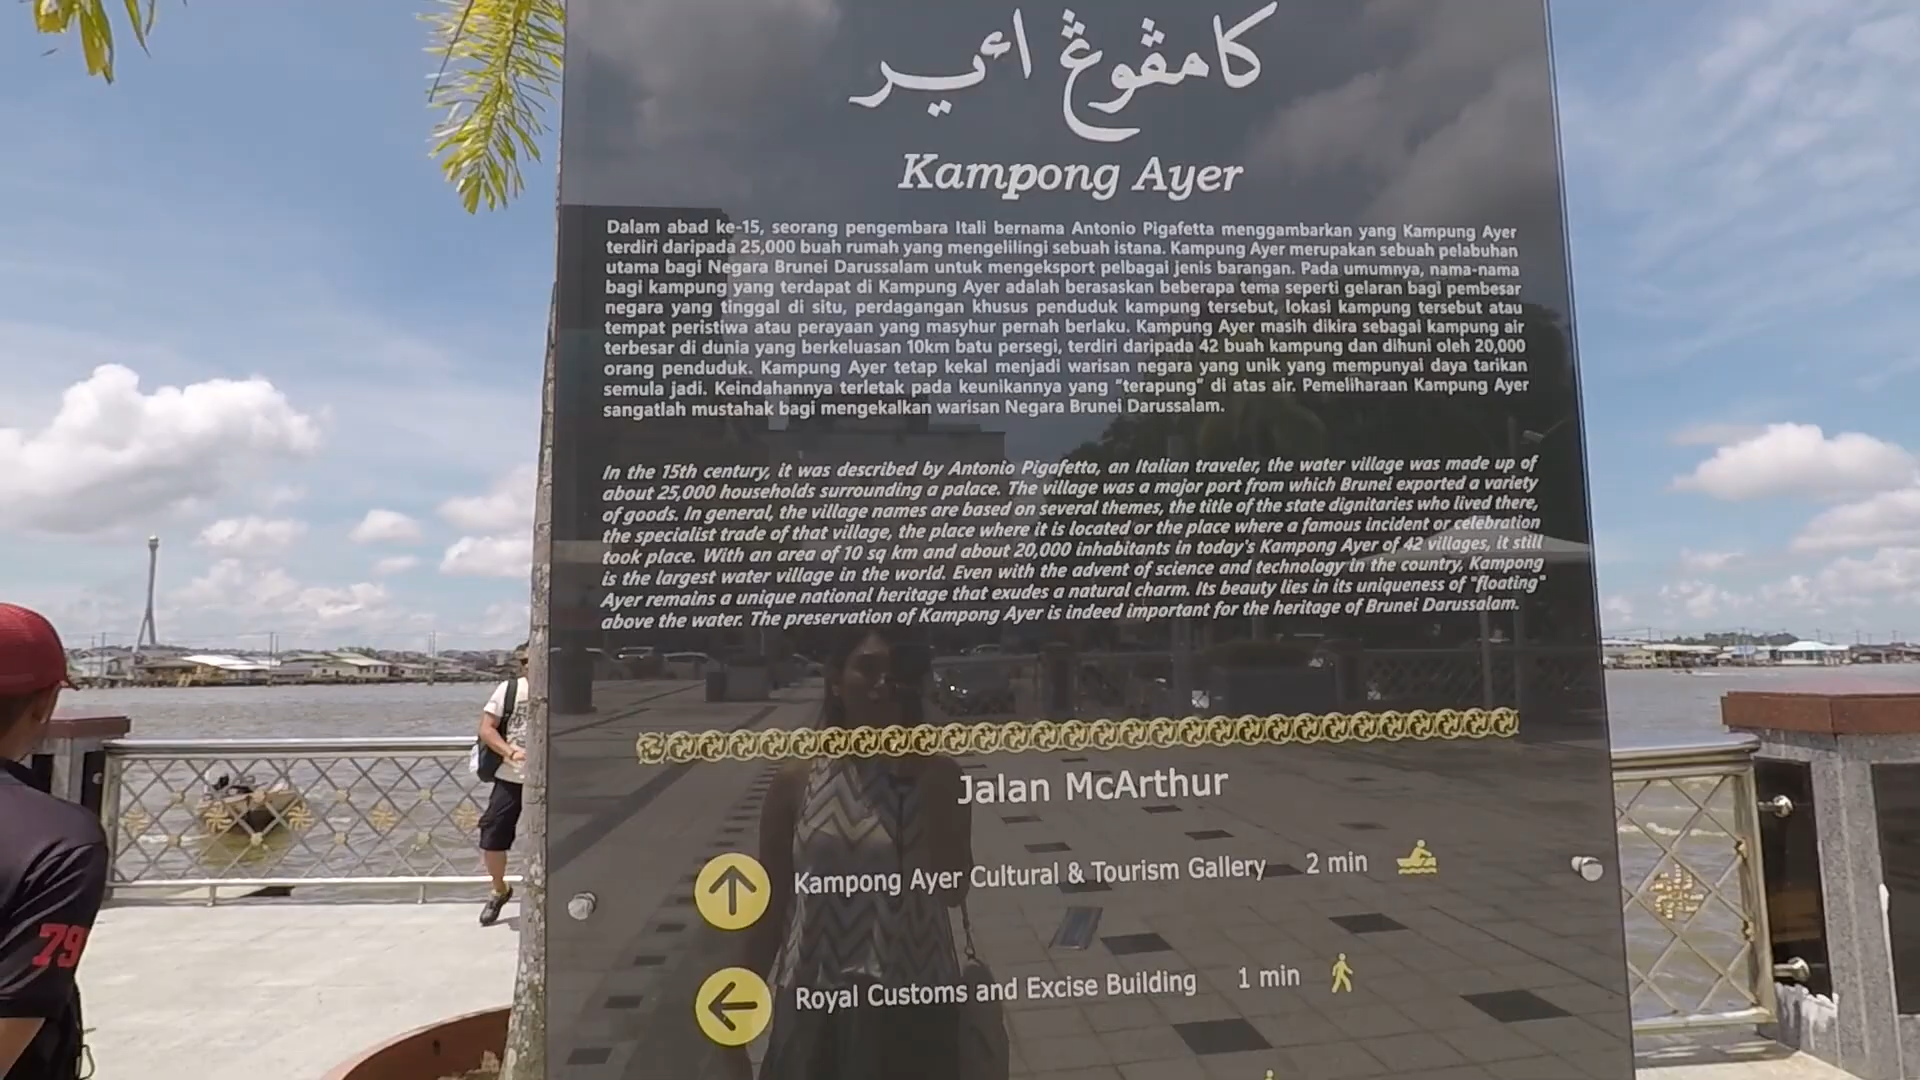 كامڤوڠ اءير
Kampong Ayer
Dalam abad ke-15, seorang pengembara Itali bernama Antonio Pigafetta menggambarkan yang Kampung Ayer
terdiri daripada 25,000 buah rumah yang mengelilingi sebuah istana. Kampung Ayer merupakan sebuah pelabuhan
utama bagi Negara Brunei Darussalam untuk mengeksport pelbagai jenis barangan. Pada umumnya, nama-nama
bagi kampung yang terdapat di Kampung Ayer adalah berasaskan beberapa tema seperti gelaran bagi pembesar
negara yang tinggal di situ, perdagangan khusus penduduk kampung tersebut, lokasi kampung tersebut atau
tempat peristiwa atau perayaan yang masyhur pernah berlaku. Kampung Ayer masih dikira sebagai kampung air
terbesar di dunia yang berkeluasan 10km batu persegi, terdiri daripada 42 buah kampung dan dihuni oleh 20,000
orang penduduk. Kampung Ayer tetap kekal menjadi warisan negara yang unik yang mempunyai daya tarikan
semula jadi. Keindahannya terletak pada keunikannya yang "terapung" di atas air. Pemeliharaan Kampung Ayer
sangatlah mustahak bagi mengekalkan warisan Negara Brunei Darussalam.
In the 15th century, it was described by Antonio Pigafetta, an Italian traveler, the water village was made up of
about 25,000 households surrounding a palace. The village was a major port from which Brunei exported a variety
of goods. In general, the village names are based on several themes, the title of the state dignitaries who lived there,
the specialist trade of that village, the place where it is located or the place where a famous incident or celebration
took place. With an area of 10 sq km and about 20,000 inhabitants in today's Kampong Ayer of 42 villages, it still
is the largest water village in the world. Even with the advent of science and technology in the country, Kampong
Ayer remains a unique national heritage that exudes a natural charm. Its beauty lies in its uniqueness of "floating"
above the water. The preservation of Kampong Ayer is indeed important for the heritage of Brunei Darussalam.
Jalan McArthur
Kampong Ayer Cultural & Tourism Gallery 2 min
Royal Customs and Excise Building 1 min
79